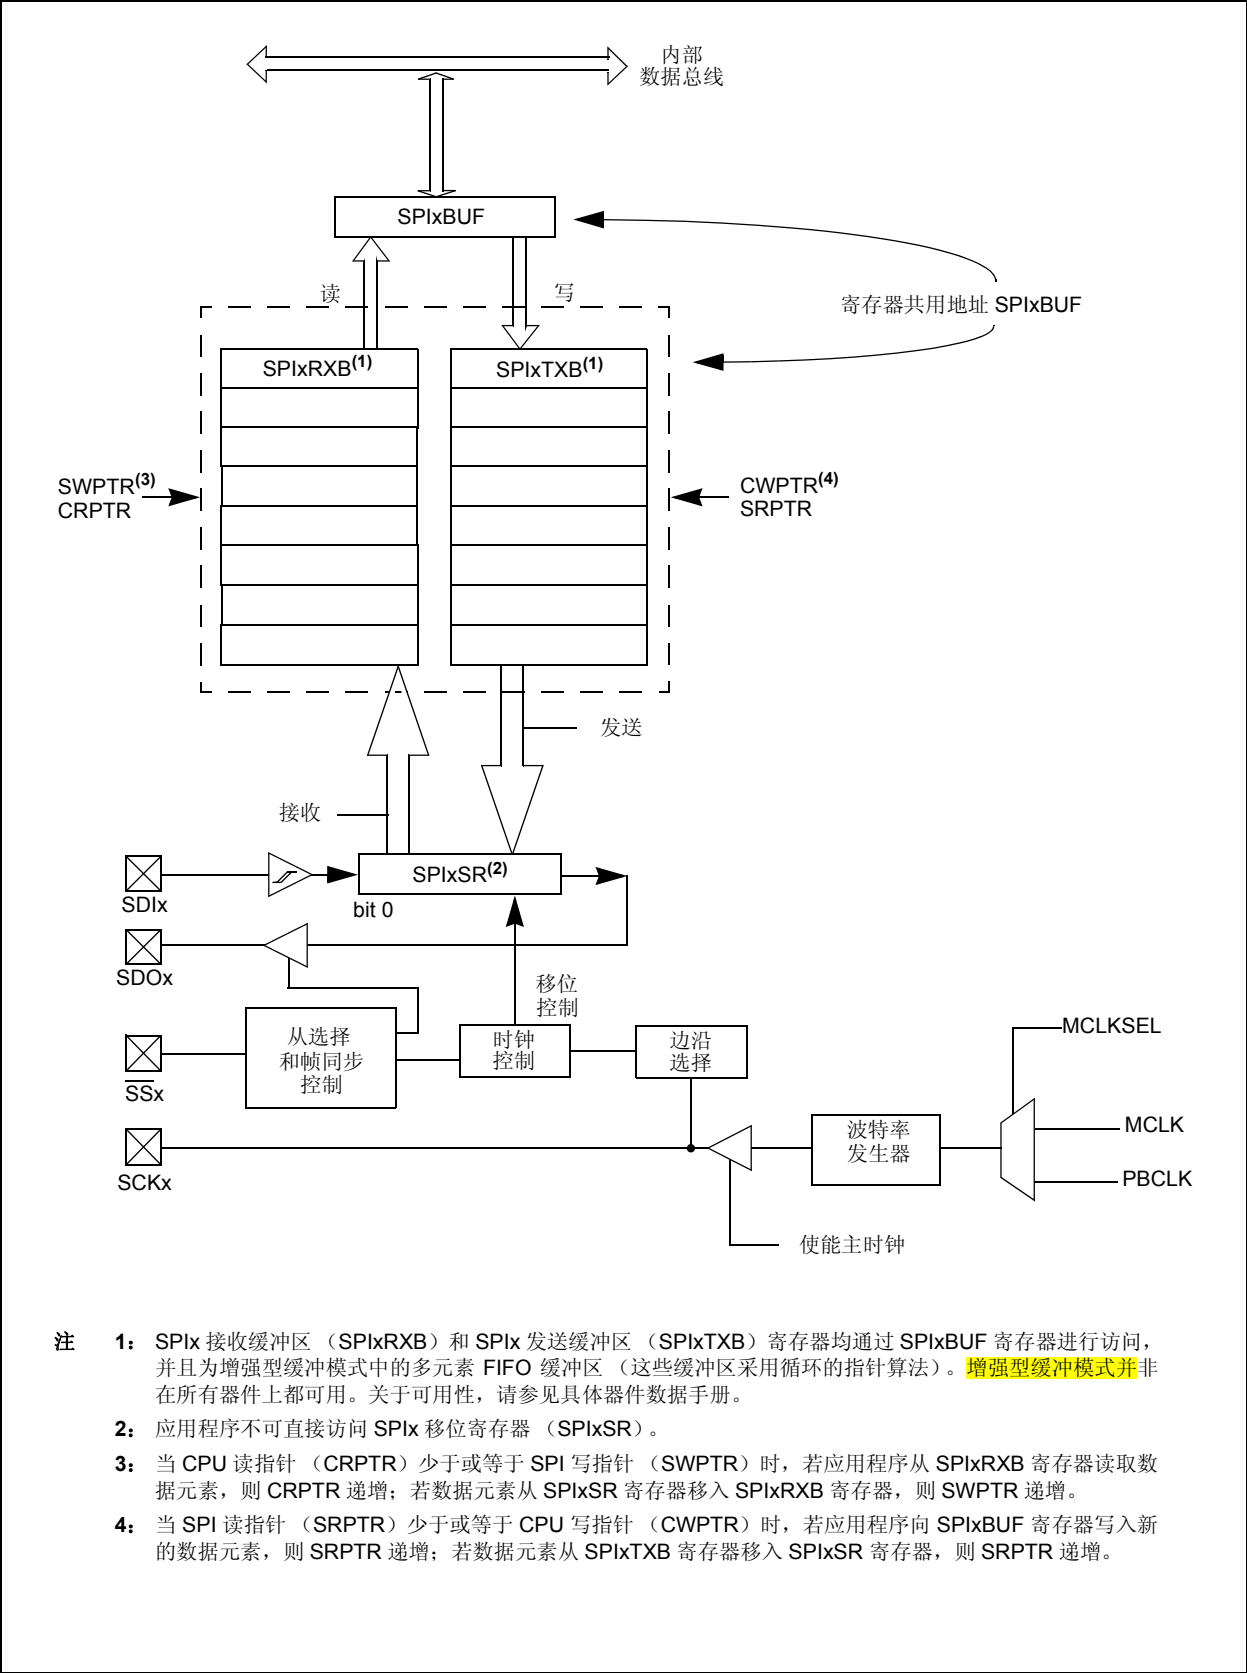 内部
数据总线
SPIxBUF
读
写
寄存器共用地址 SPIxBUF
SPIxRXB(1)
SPIxTXB(1)
SWPTR(3)
CRPTR
CWPTR(4)
SRPTR
发送
接收
SPIxSR(2)
SDIx
bit 0
SDOx
移位
控制
从选择
和帧同步
控制
时钟
控制
边沿
选择
MCLKSEL
SSx
波特率
发生器
MCLK
SCKx
PBCLK
使能主时钟
注 1： SPIx 接收缓冲区 （SPIxRXB）和 SPIx 发送缓冲区 （SPIxTXB）寄存器均通过 SPIxBUF 寄存器进行访问，
并且为增强型缓冲模式中的多元素 FIFO 缓冲区 （这些缓冲区采用循环的指针算法）。增强型缓冲模式并非
在所有器件上都可用。关于可用性，请参见具体器件数据手册。
2： 应用程序不可直接访问 SPIx 移位寄存器 （SPIxSR）。
3： 当 CPU 读指针 （CRPTR）少于或等于 SPI 写指针 （SWPTR）时，若应用程序从 SPIxRXB 寄存器读取数
据元素，则 CRPTR 递增；若数据元素从 SPIxSR 寄存器移入 SPIxRXB 寄存器，则 SWPTR 递增。
4： 当 SPI 读指针 （SRPTR）少于或等于 CPU 写指针 （CWPTR）时，若应用程序向 SPIxBUF 寄存器写入新
的数据元素，则 SRPTR 递增；若数据元素从 SPIxTXB 寄存器移入 SPIxSR 寄存器，则 SRPTR 递增。